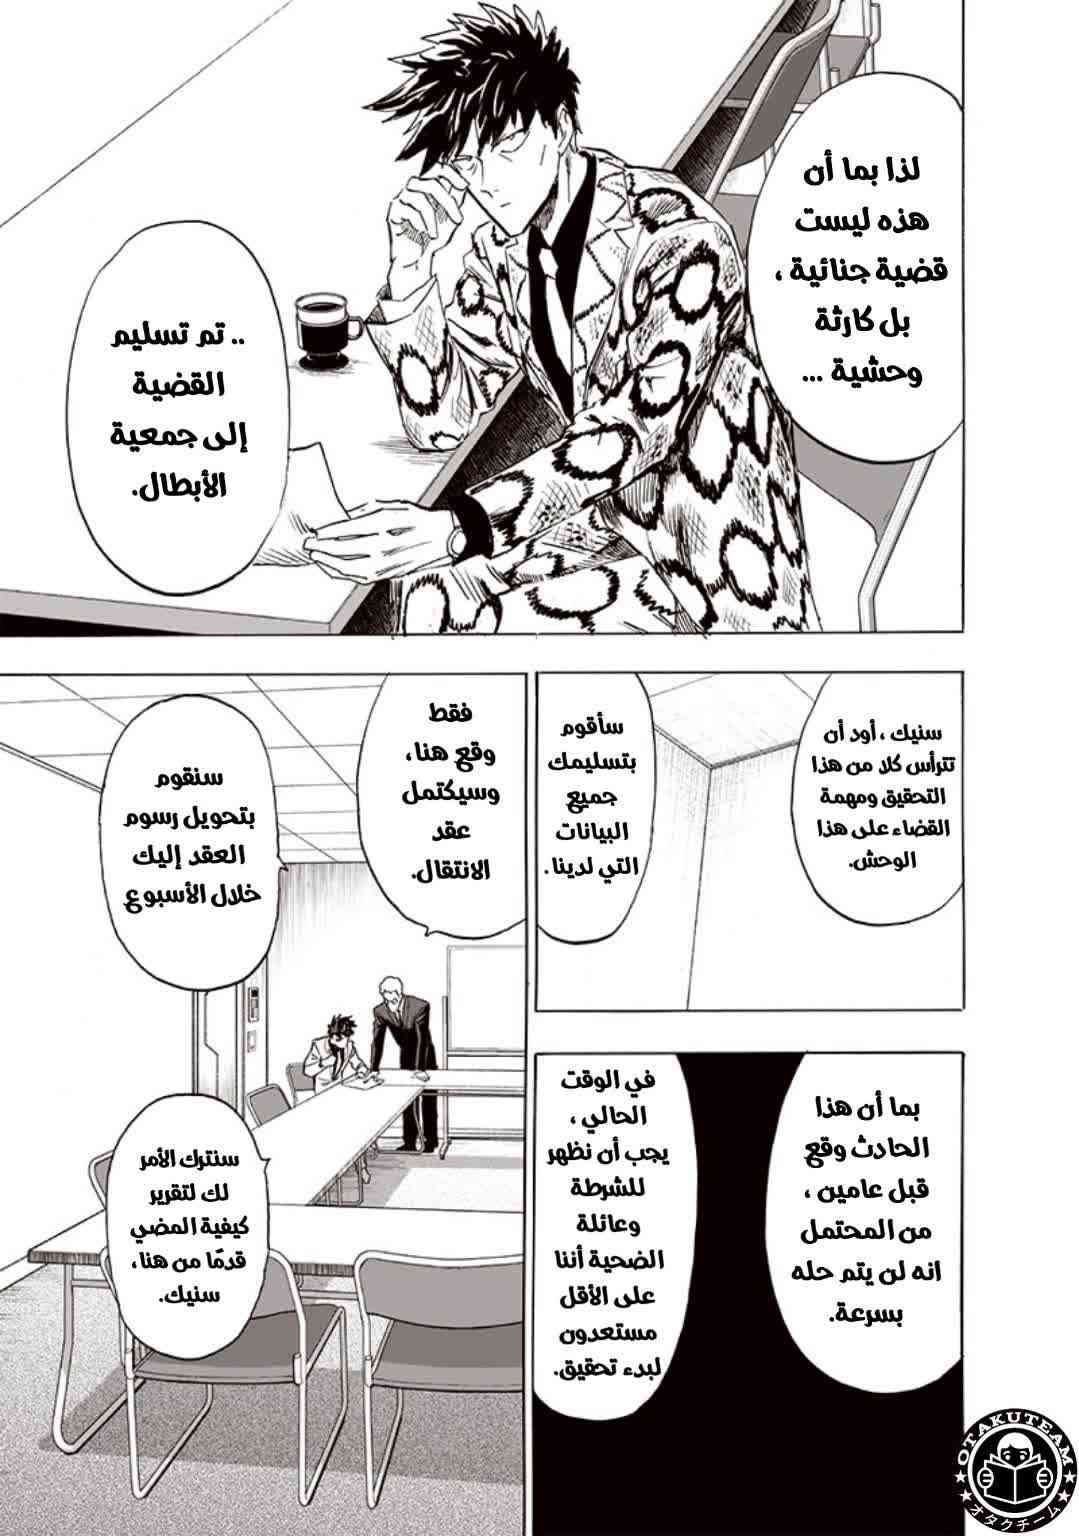 لذا بما أن
هذه ليست
قضية جنائية ،
بل كارثة
وحشية ...
.. تم تسليم
القضية
إلى جمعية
الأبطال.
سنيك ، أود أن
تترأس كلا من هذا
التحقيق ومهمة
القضاء على هذا
الوحش.
سأقوم
بتسليمك
جميع
البيانات
التي لدينا .
فقط
وقع هنا،
وسيكتمل
عقد
الانتقال.
سنقوم
بتحويل رسوم
العقد إليك
خلال الأسبوع
بما أن هذا
الحادث وقع
قبل عامين ،
من المحتمل
انه لن يتم حله
بسرعة.
في الوقت
الحالي ،
يجب أن نظهر
للشرطة
وعائلة
الضحية أننا
على الأقل
مستعدون
لبدء تحقيق.
سنترك الأمر
لك لتقرير
كيفية المضي
قدمًا من هنا،
سنيك.
OTAKUTEAM
オタクチーム